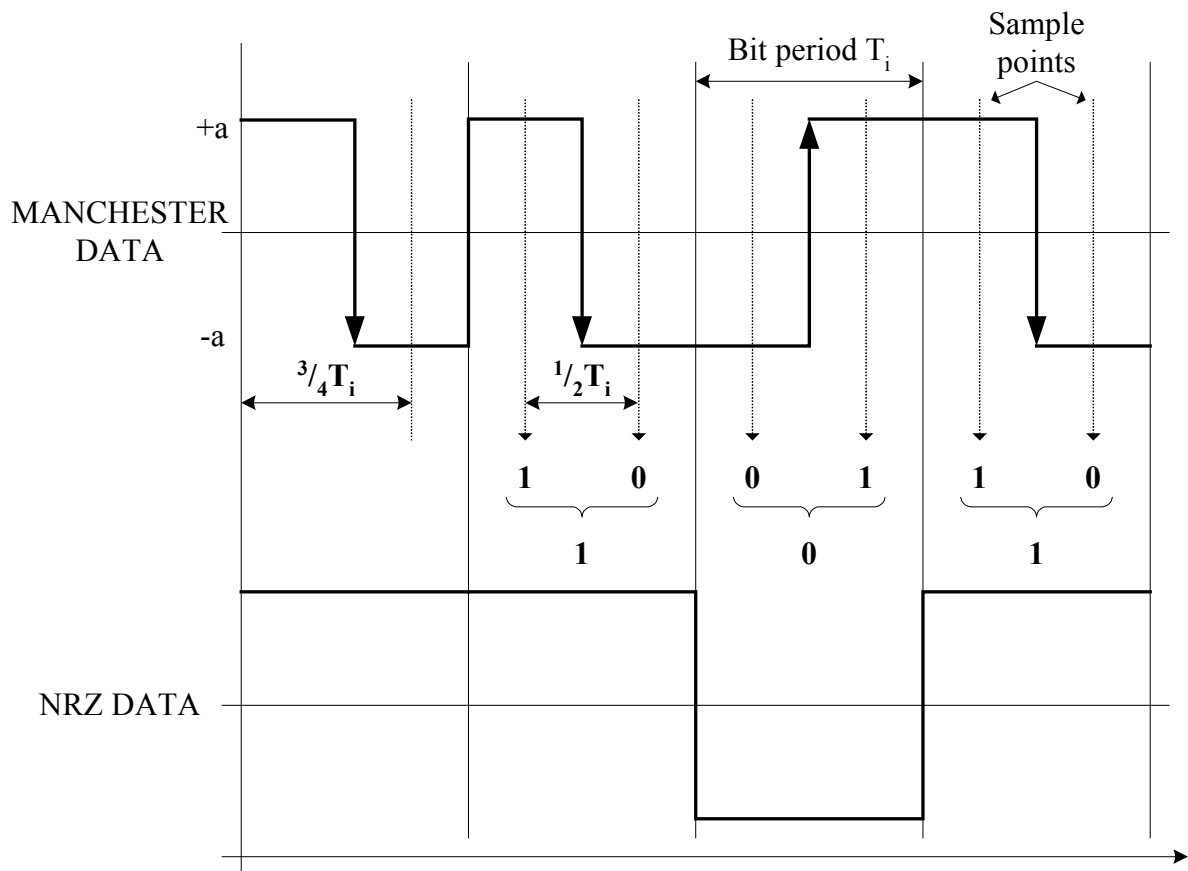 Sample
points
Bit period Tᵢ
+a
MANCHESTER
DATA
-a
³/₄Tᵢ
¹/₂Tᵢ
1 0 0 1 1 0
1 0 1
NRZ DATA